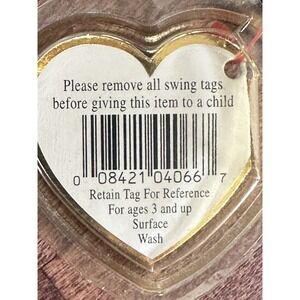 Please remove all swing tags
before giving this item to a child
0 08421 04066 7
Retain Tag For Reference
For ages 3 and up
Surface
Wash